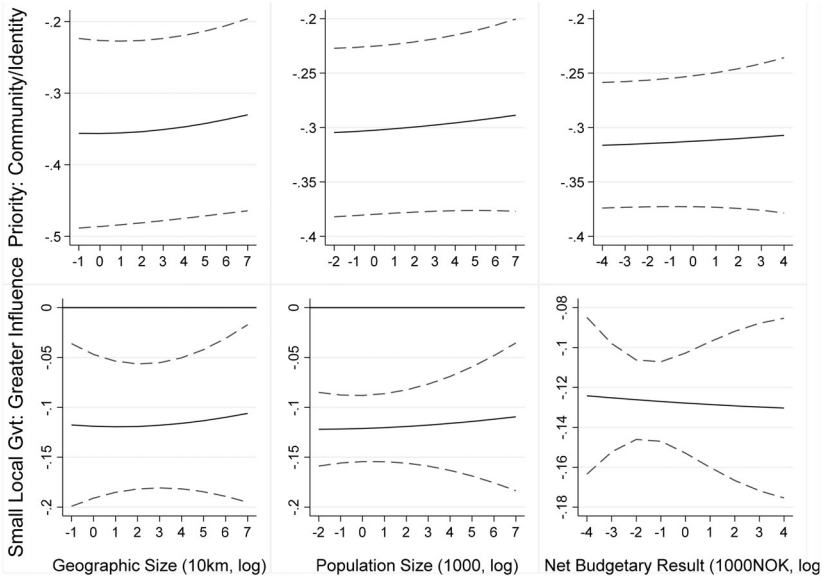 Priority: Community/Identity
-.2
-.3
-.4
-.5
-1 0 1 2 3 4 5 6 7
-.2
-.25
-.3
-.35
-.4
-2 -1 0 1 2 3 4 5 6 7
-.2
-.25
-.3
-.35
-.4
-4 -3 -2 -1 0 1 2 3 4
Small Local Gvt: Greater Influence
0
-.05
-.1
-.15
-.2
-1 0 1 2 3 4 5 6 7
Geographic Size (10km, log)
0
-.05
-.1
-.15
-.2
-2 -1 0 1 2 3 4 5 6 7
Population Size (1000, log)
-.08
-.1
-.12
-.14
-.16
-.18
-4 -3 -2 -1 0 1 2 3 4
Net Budgetary Result (1000NOK, log